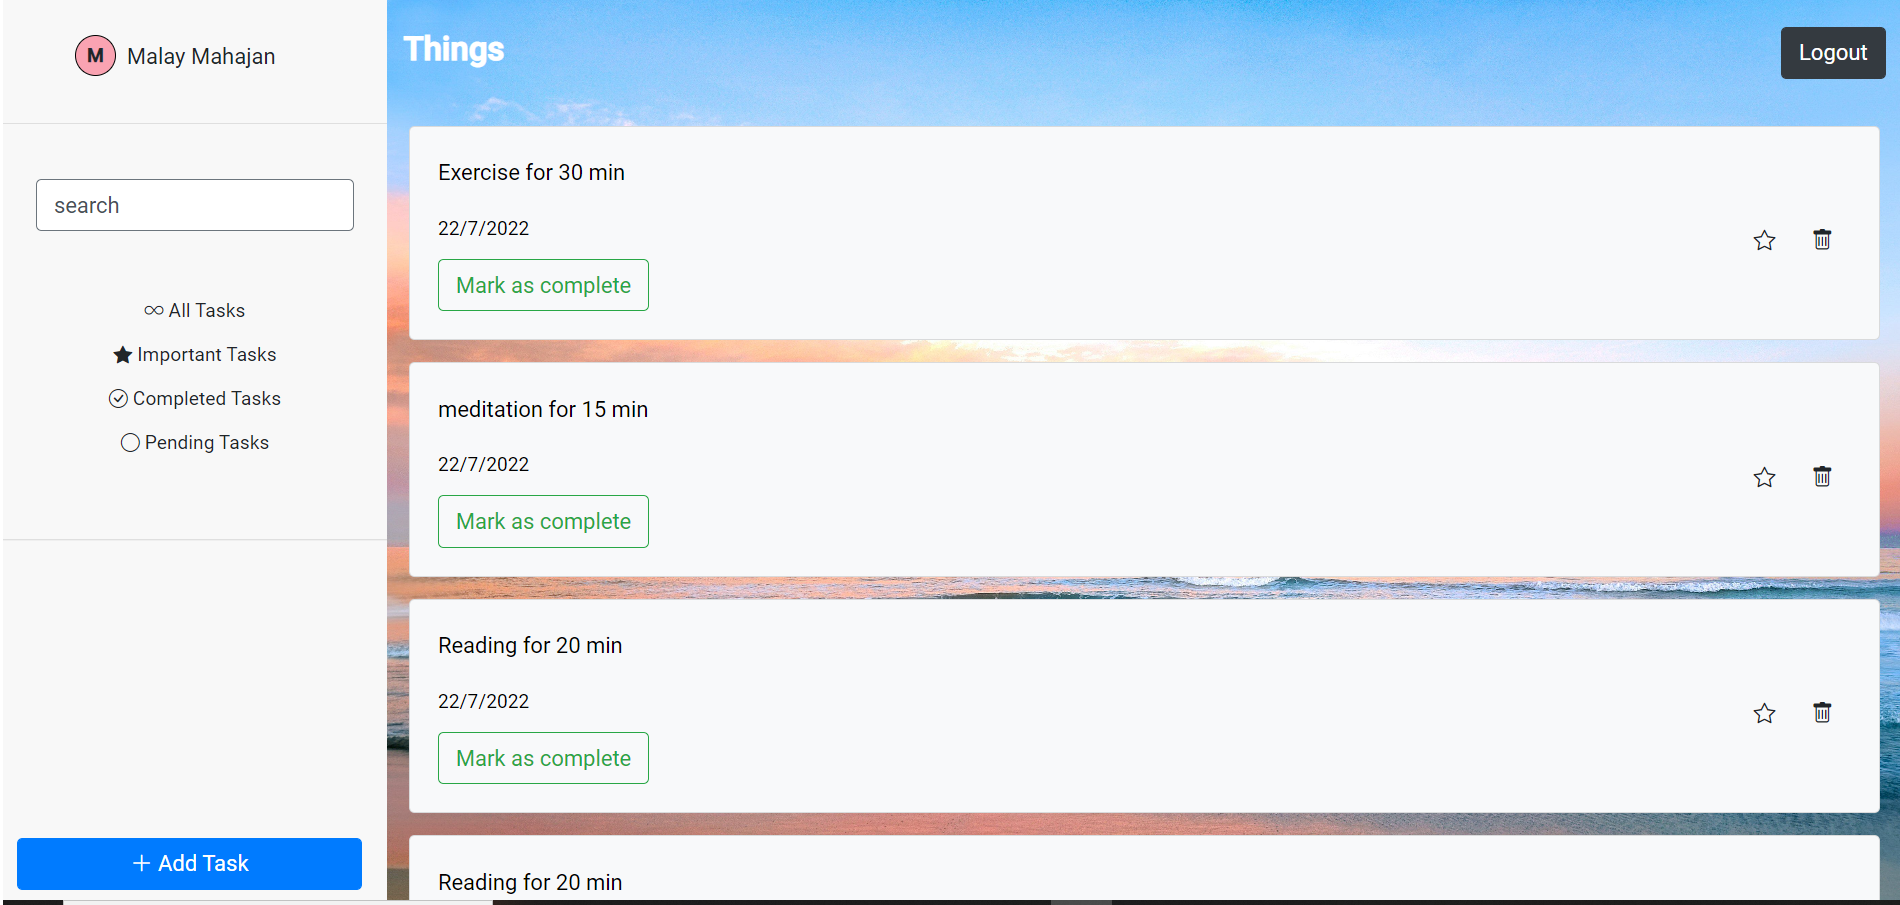 M Malay Mahajan
search
All Tasks
Important Tasks
Completed Tasks
Pending Tasks
+ Add Task
Things
Logout
Exercise for 30 min
22/7/2022
Mark as complete
meditation for 15 min
22/7/2022
Mark as complete
Reading for 20 min
22/7/2022
Mark as complete
Reading for 20 min